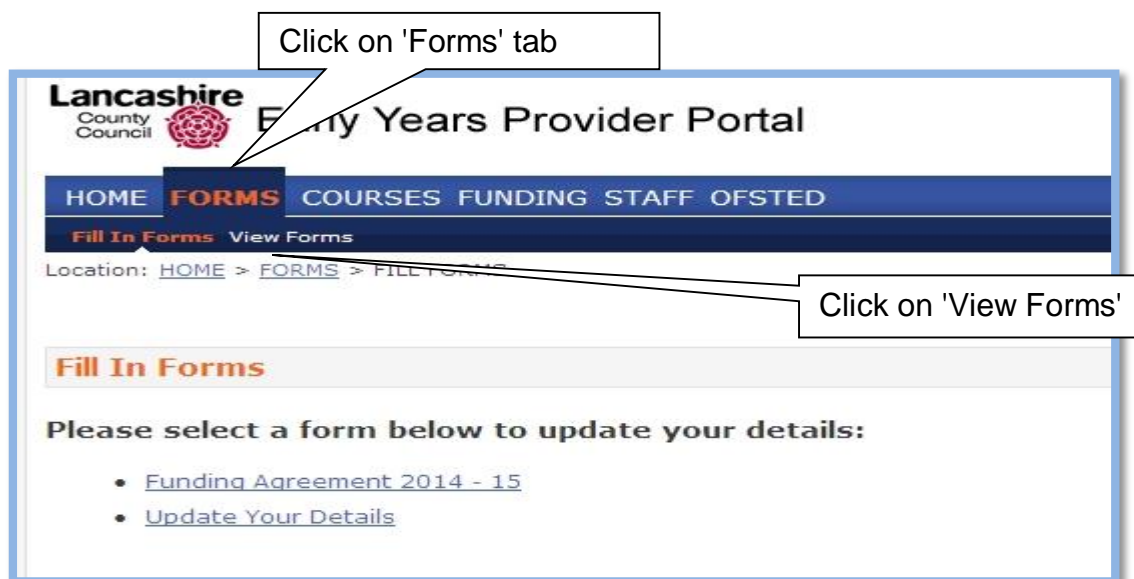 Click on 'Forms' tab
Lancashire
County
Council
Early Years Provider Portal
HOME FORMS COURSES FUNDING STAFF OFSTED
Fill In Forms View Forms
Location: HOME > FORMS > FILL FORMS
Click on 'View Forms'
Fill In Forms
Please select a form below to update your details:
• Funding Agreement 2014 - 15
• Update Your Details